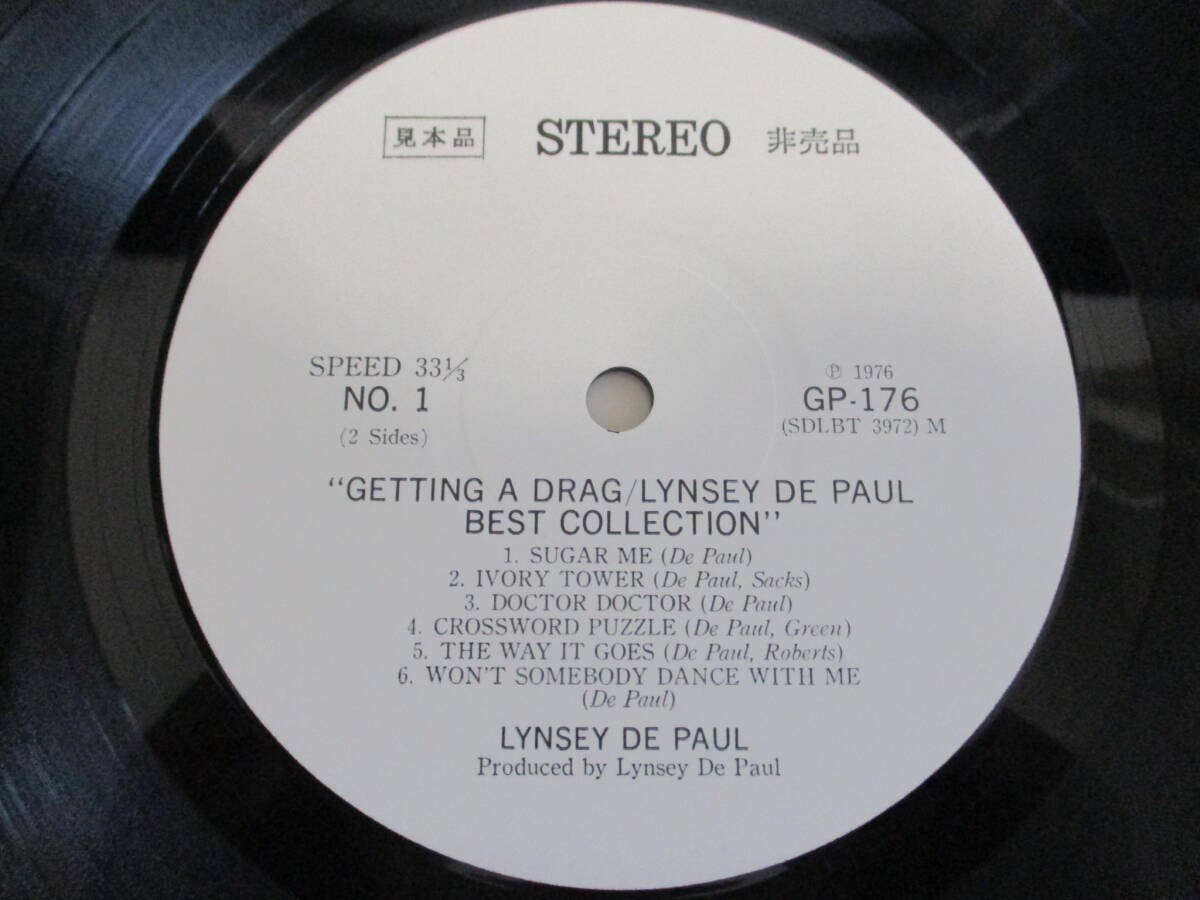 見本品 STEREO 非売品
SPEED 33⅓
NO. 1
(2 Sides)
℗ 1976
GP-176
(SDLBT 3972) M
"GETTING A DRAG/LYNSEY DE PAUL
BEST COLLECTION"
1. SUGAR ME (De Paul)
2. IVORY TOWER (De Paul, Sacks)
3. DOCTOR DOCTOR (De Paul)
4. CROSSWORD PUZZLE (De Paul, Green)
5. THE WAY IT GOES (De Paul, Roberts)
6. WON'T SOMEBODY DANCE WITH ME
(De Paul)
LYNSEY DE PAUL
Produced by Lynsey De Paul